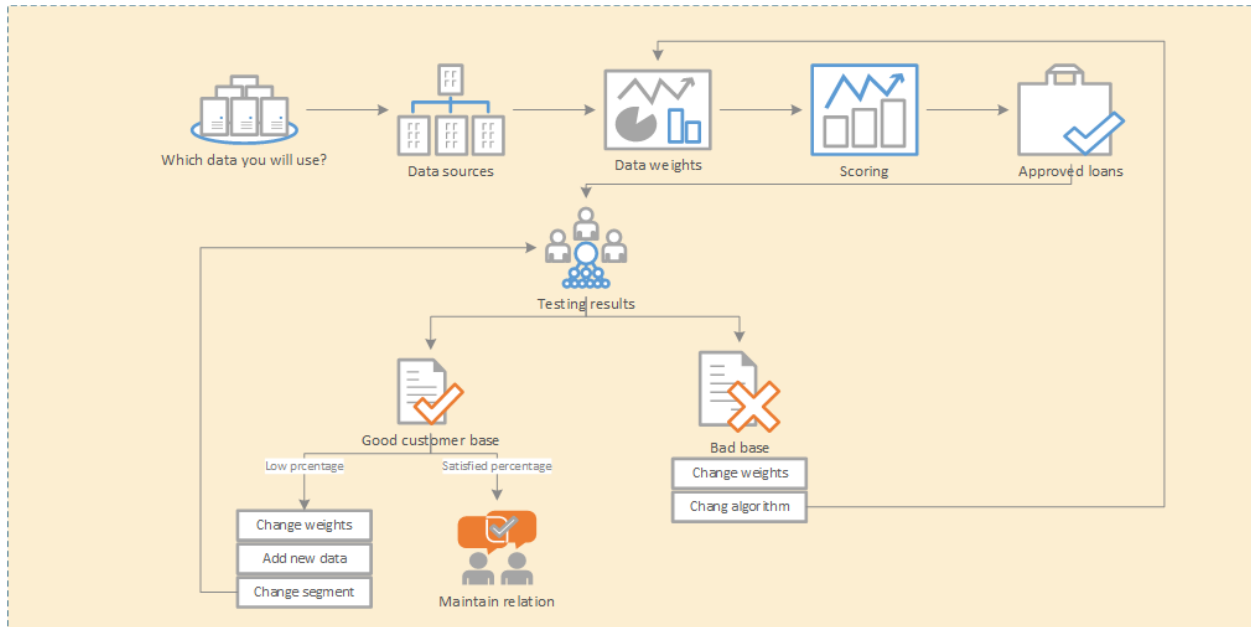 Which data you will use?
Data sources
Data weights
Scoring
Approved loans
Testing results
Good customer base
Bad base
Low prcentage
Satisfied percentage
Change weights
Chang algorithm
Change weights
Add new data
Change segment
Maintain relation